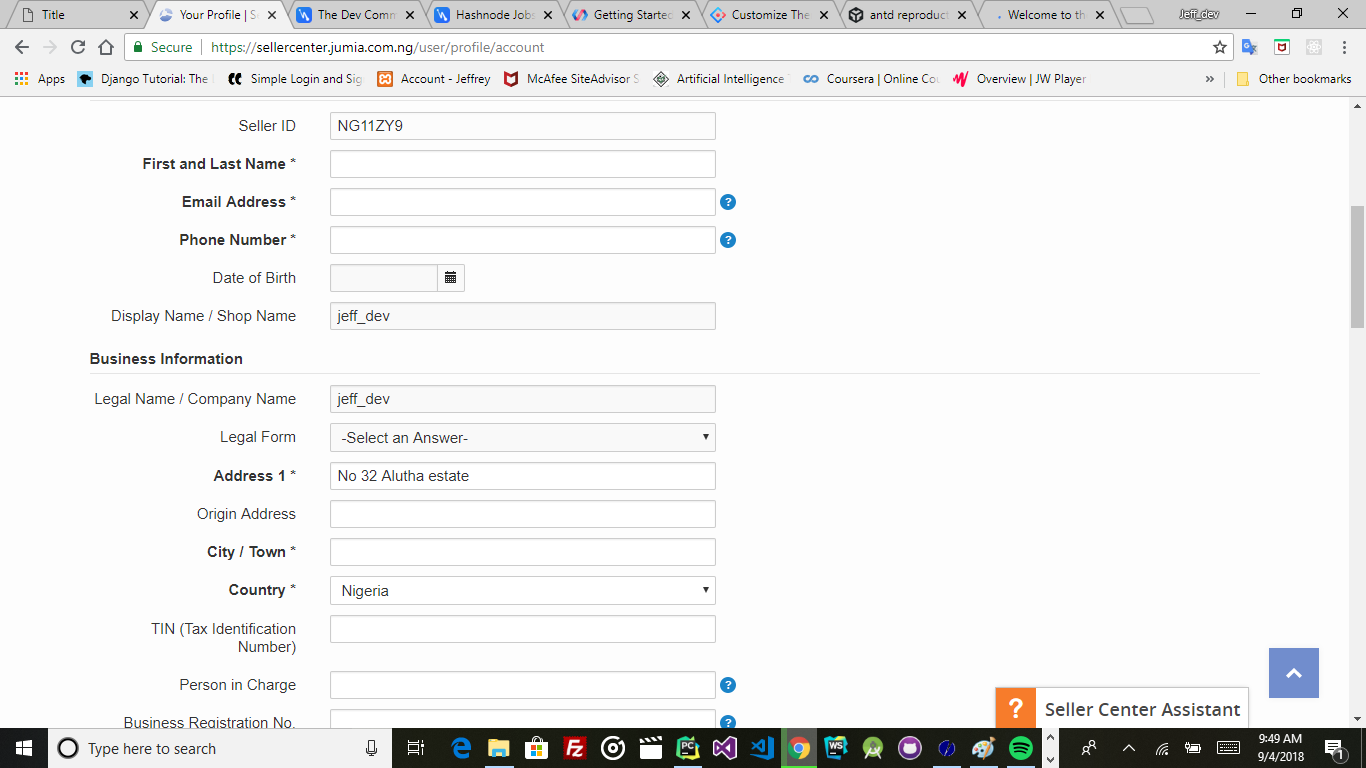 Title
Your Profile | S
The Dev Comm
Hashnode Jobs
Getting Started
Customize The
antd reproduct
Welcome to th
Jeff_dev
Secure
https://sellercenter.jumia.com.ng/user/profile/account
Apps
Django Tutorial: The
Simple Login and Sig
Account - Jeffrey
McAfee SiteAdvisor S
Artificial Intelligence
Coursera | Online Cou
Overview | JW Player
»
Other bookmarks
Seller ID
NG11ZY9
First and Last Name *
Email Address *
?
Phone Number *
?
Date of Birth
Display Name / Shop Name
jeff_dev
Business Information
Legal Name / Company Name
jeff_dev
Legal Form
-Select an Answer-
Address 1 *
No 32 Alutha estate
Origin Address
City / Town *
Country *
Nigeria
TIN (Tax Identification
Number)
Person in Charge
?
Business Registration No.
?
? Seller Center Assistant
Type here to search
PC
WS
9:49 AM
9/4/2018
1